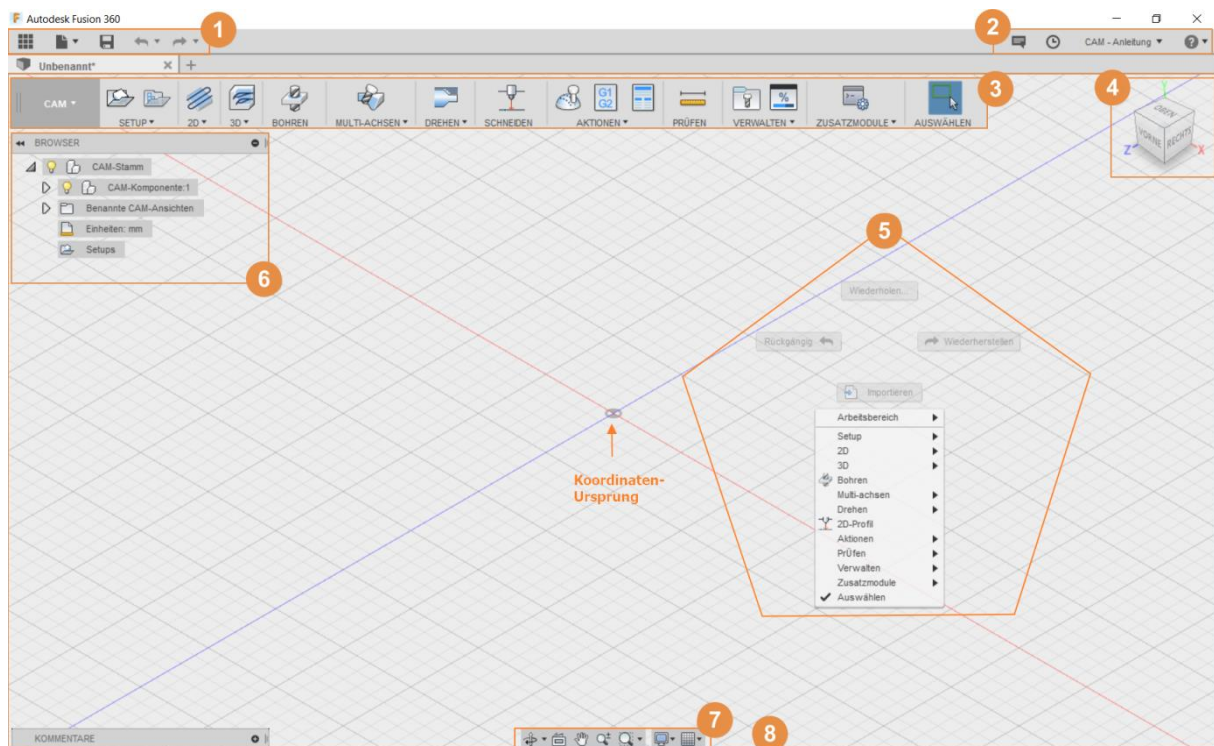 Autodesk Fusion 360
1
2
CAM - Anleitung
Unbenannt*
3
4
CAM
SETUP
2D
3D
BOHREN
MULTI-ACHSEN
DREHEN
SCHNEIDEN
G1
G2
AKTIONEN
PRÜFEN
%
VERWALTEN
ZUSATZMODULE
AUSWÄHLEN
OBEN
VORNE
RECHTS
Y
Z
X
BROWSER
CAM-Stamm
CAM-Komponente:1
Benannte CAM-Ansichten
Einheiten: mm
Setups
6
5
Wiederholen...
Rückgängig
Wiederherstellen
Importieren
Arbeitsbereich
Setup
2D
3D
Bohren
Multi-achsen
Drehen
2D-Profil
Aktionen
PrÜfen
Verwalten
Zusatzmodule
Auswählen
Koordinaten-
Ursprung
7
8
KOMMENTARE